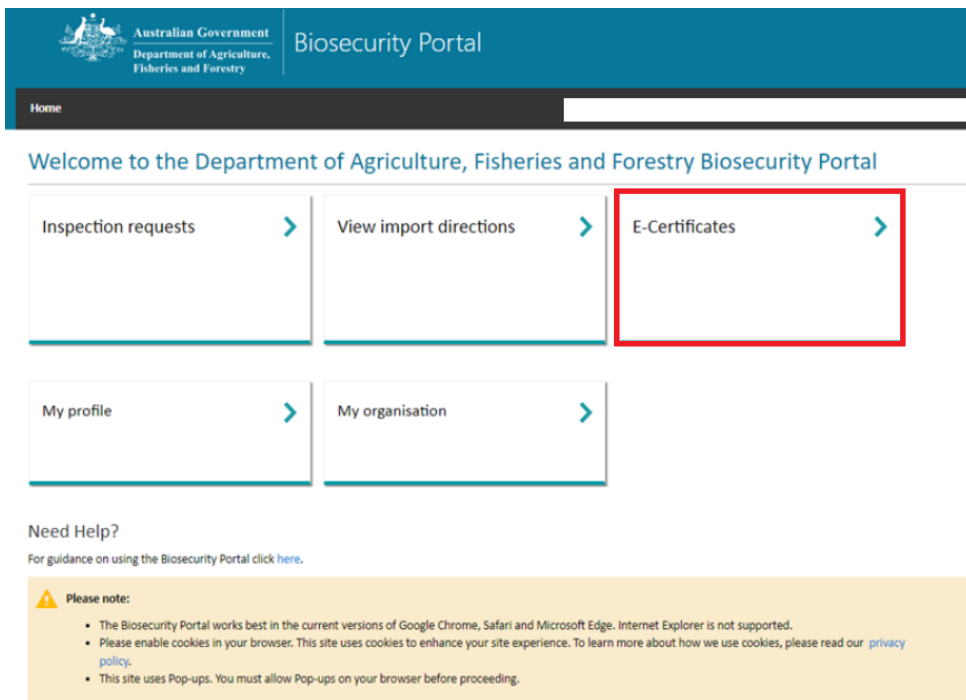 Australian Government
Department of Agriculture,
Fisheries and Forestry
Biosecurity Portal
Home
Welcome to the Department of Agriculture, Fisheries and Forestry Biosecurity Portal
Inspection requests
View import directions
E-Certificates
My profile
My organisation
Need Help?
For guidance on using the Biosecurity Portal click here.
Please note:
• The Biosecurity Portal works best in the current versions of Google Chrome, Safari and Microsoft Edge. Internet Explorer is not supported.
• Please enable cookies in your browser. This site uses cookies to enhance your site experience. To learn more about how we use cookies, please read our privacy
policy.
• This site uses Pop-ups. You must allow Pop-ups on your browser before proceeding.